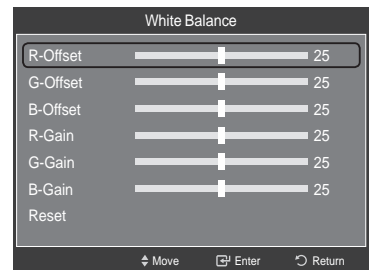 White Balance
R-Offset 25
G-Offset 25
B-Offset 25
R-Gain 25
G-Gain 25
B-Gain 25
Reset
Move Enter Return